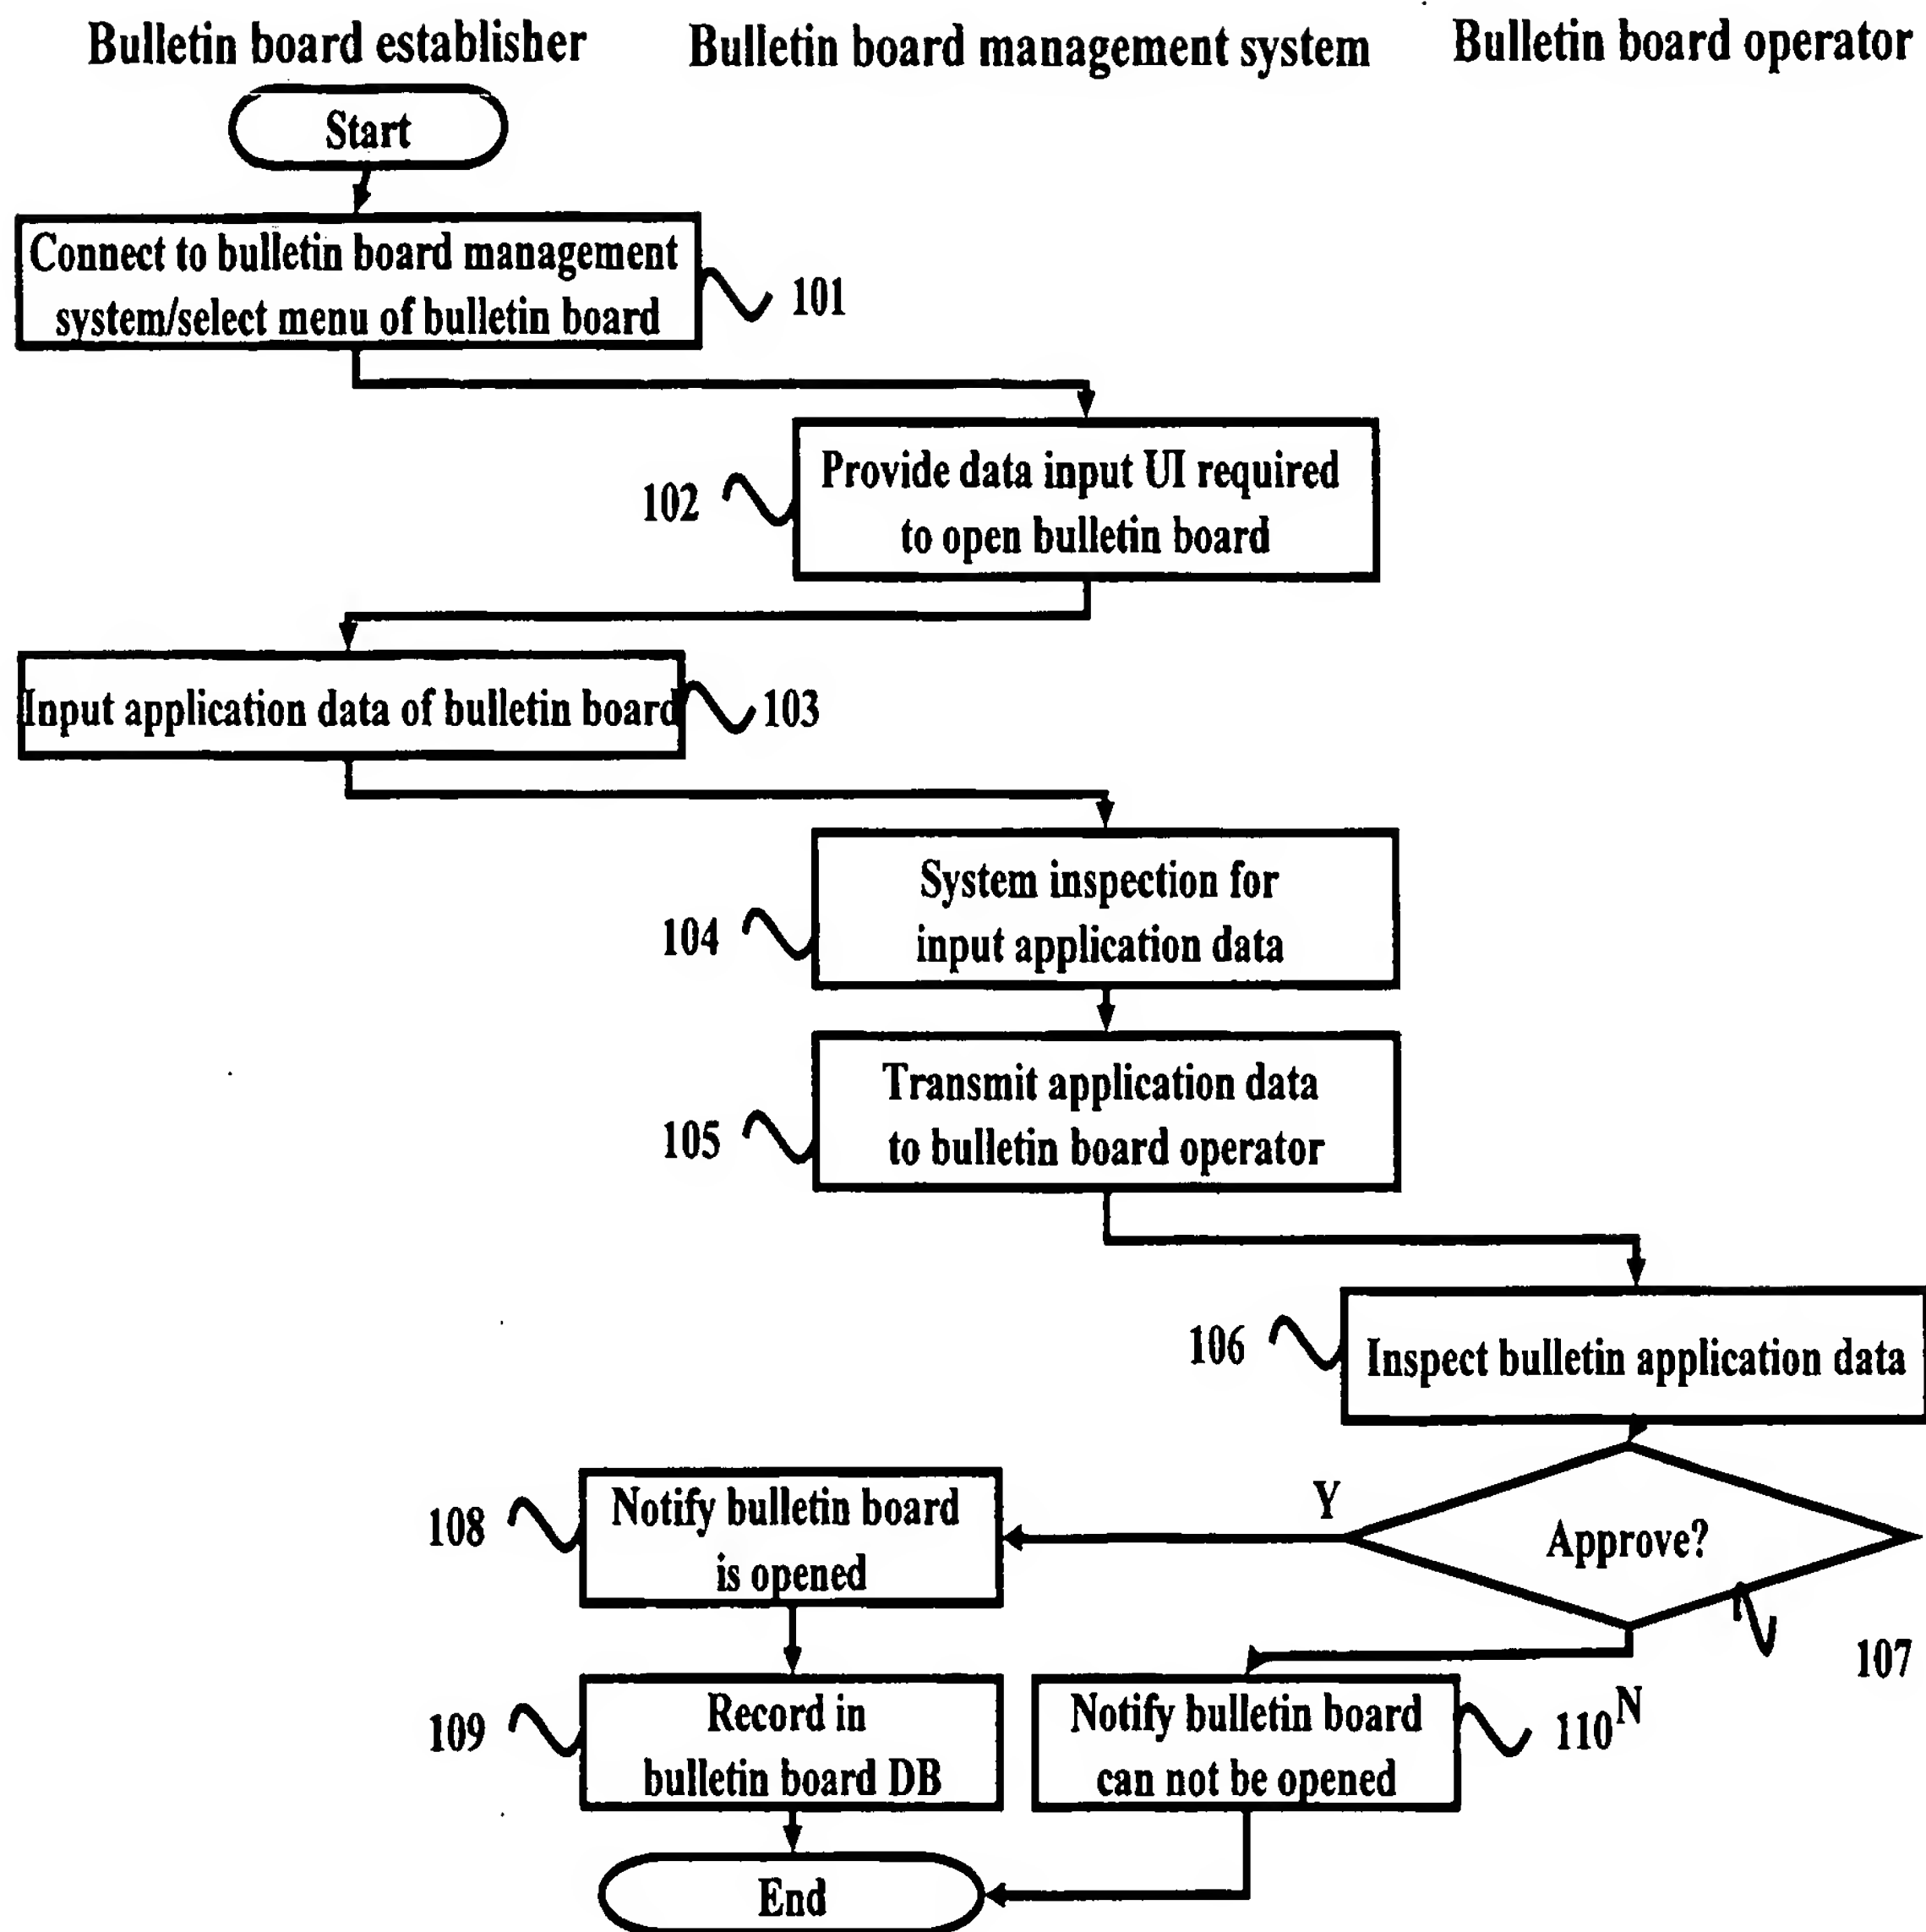 Bulletin board establisher
Bulletin board management system
Bulletin board operator
Start
Connect to bulletin board management
system/select menu of bulletin board
101
Provide data input UI required
to open bulletin board
102
Input application data of bulletin board
103
System inspection for
input application data
104
Transmit application data
to bulletin board operator
105
106
Inspect bulletin application data
Y
Approve?
107
108
Notify bulletin board
is opened
109
Record in
bulletin board DB
Notify bulletin board
can not be opened
110
N
End